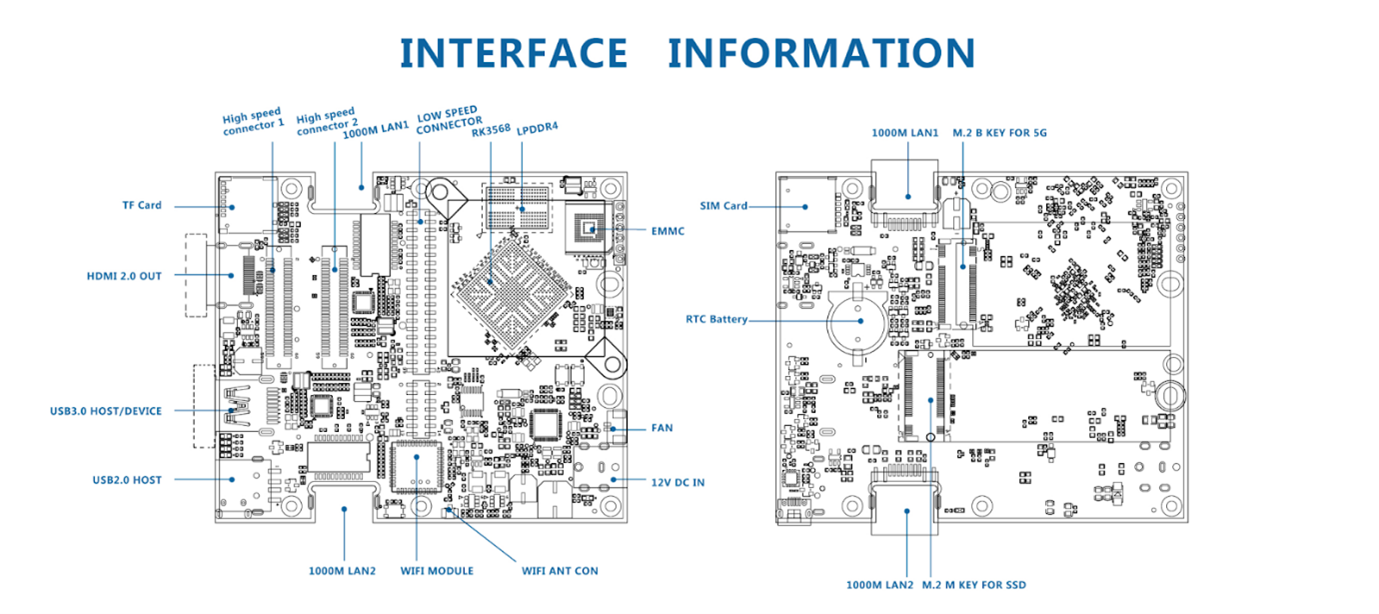 INTERFACE INFORMATION
High speed
connector 1
High speed
connector 2
1000M LAN1
LOW SPEED
CONNECTOR
RK3568
LPDDR4
TF Card
HDMI 2.0 OUT
USB3.0 HOST/DEVICE
USB2.0 HOST
EMMC
FAN
12V DC IN
1000M LAN2
WIFI MODULE
WIFI ANT CON
1000M LAN1
M.2 B KEY FOR 5G
SIM Card
RTC Battery
1000M LAN2
M.2 M KEY FOR SSD